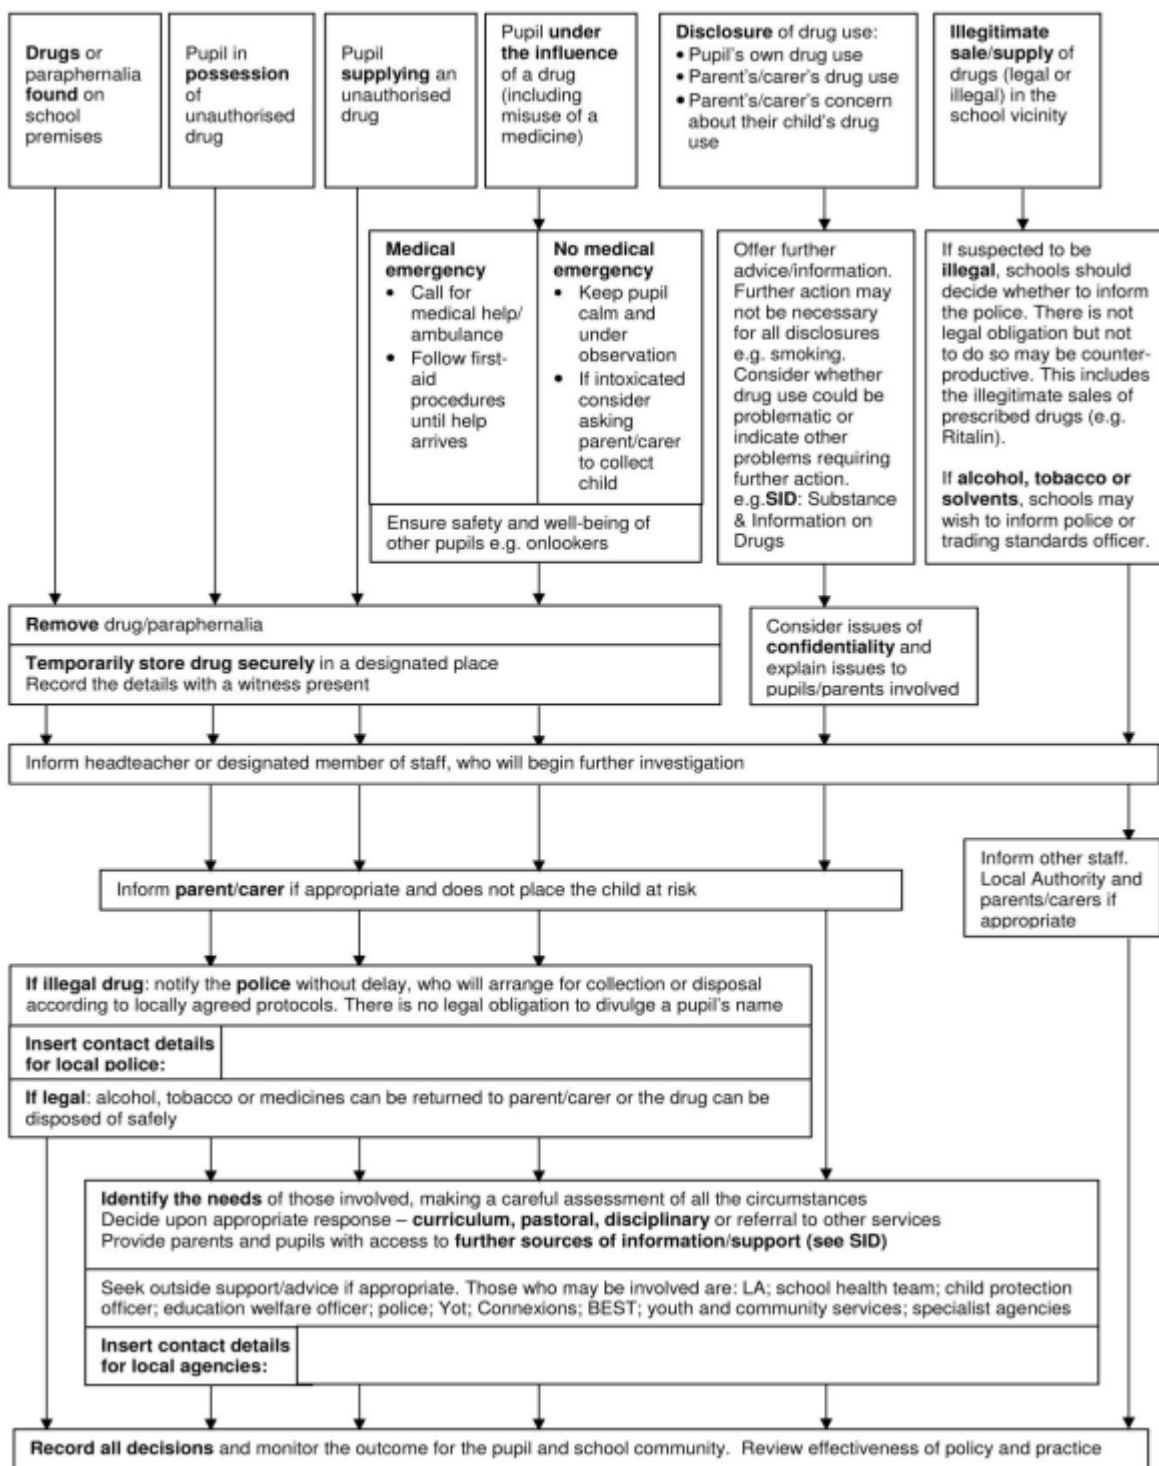 Drugs or
paraphernalia
found on
school
premises
Pupil in
possession
of
unauthorised
drug
Pupil
supplying an
unauthorised
drug
Pupil under
the influence
of a drug
(including
misuse of a
medicine)
Disclosure of drug use:
• Pupil's own drug use
• Parent's/carer's drug use
• Parent's/carer's concern
about their child's drug
use
Illegitimate
sale/supply of
drugs (legal or
illegal) in the
school vicinity
Medical
emergency
• Call for
medical help/
ambulance
• Follow first-
aid
procedures
until help
arrives
No medical
emergency
• Keep pupil
calm and
under
observation
• If intoxicated
consider
asking
parent/carer
to collect
child
Ensure safety and well-being of
other pupils e.g. onlookers
Offer further
advice/information.
Further action may
not be necessary
for all disclosures
e.g. smoking.
Consider whether
drug use could be
problematic or
indicate other
problems requiring
further action.
e.g.SID: Substance
& Information on
Drugs
If suspected to be
illegal, schools should
decide whether to inform
the police. There is not
legal obligation but not
to do so may be counter-
productive. This includes
the illegitimate sales of
prescribed drugs (e.g.
Ritalin).
If alcohol, tobacco or
solvents, schools may
wish to inform police or
trading standards officer.
Remove drug/paraphernalia
Temporarily store drug securely in a designated place
Record the details with a witness present
Consider issues of
confidentiality and
explain issues to
pupils/parents involved
Inform headteacher or designated member of staff, who will begin further investigation
Inform parent/carer if appropriate and does not place the child at risk
Inform other staff.
Local Authority and
parents/carers if
appropriate
If illegal drug: notify the police without delay, who will arrange for collection or disposal
according to locally agreed protocols. There is no legal obligation to divulge a pupil's name
Insert contact details
for local police:
If legal: alcohol, tobacco or medicines can be returned to parent/carer or the drug can be
disposed of safely
Identify the needs of those involved, making a careful assessment of all the circumstances
Decide upon appropriate response – curriculum, pastoral, disciplinary or referral to other services
Provide parents and pupils with access to further sources of information/support (see SID)
Seek outside support/advice if appropriate. Those who may be involved are: LA; school health team; child protection
officer; education welfare officer; police; Yot; Connexions; BEST; youth and community services; specialist agencies
Insert contact details
for local agencies:
Record all decisions and monitor the outcome for the pupil and school community. Review effectiveness of policy and practice